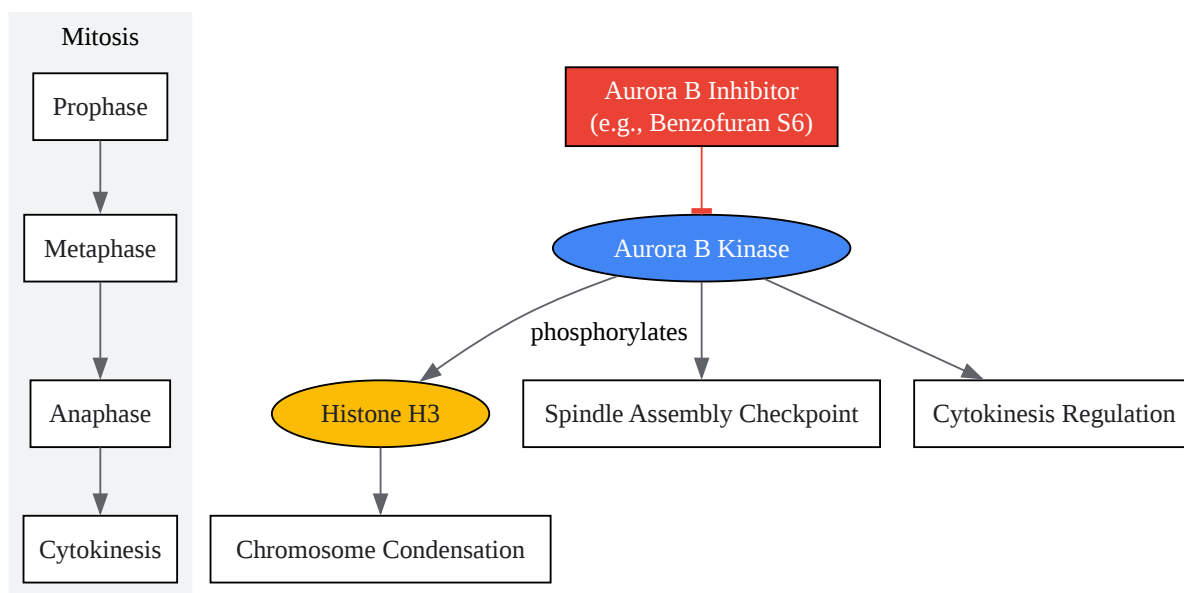 Mitosis
Prophase
Metaphase
Anaphase
Cytokinesis
Aurora B Inhibitor
(e.g., Benzofuran S6)
Aurora B Kinase
phosphorylates
Histone H3
Spindle Assembly Checkpoint
Cytokinesis Regulation
Chromosome Condensation